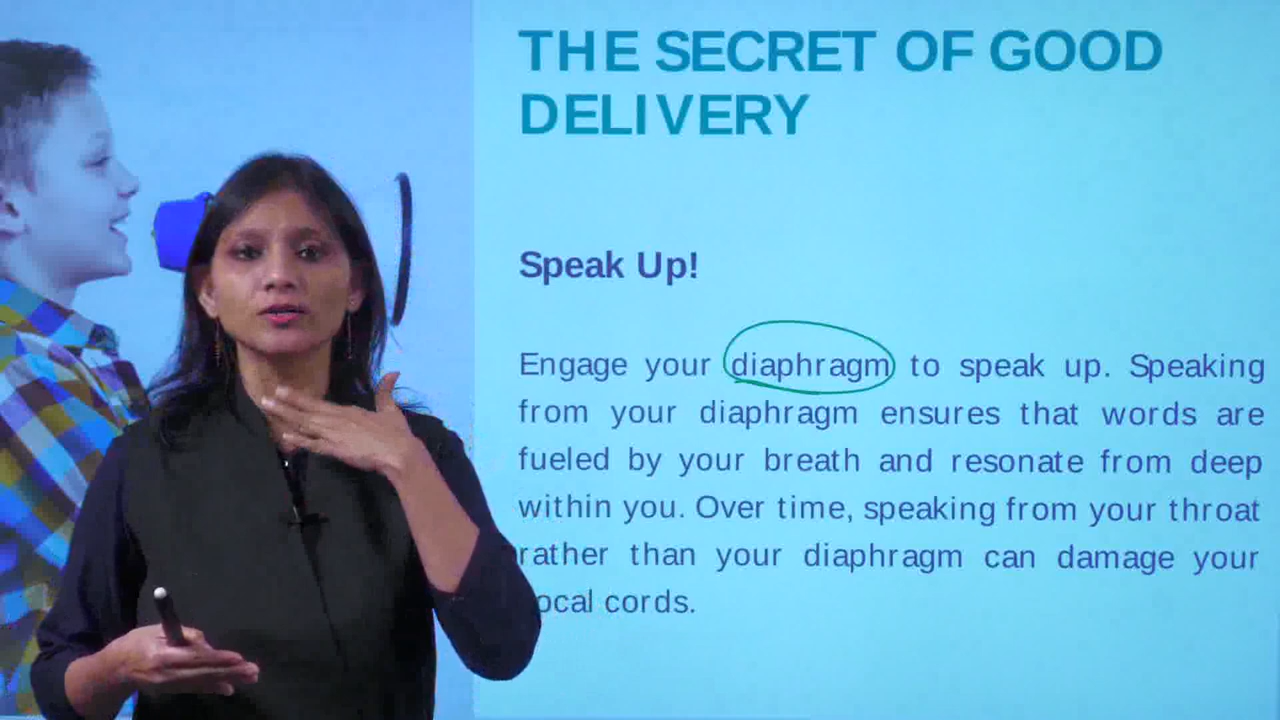 THE SECRET OF GOOD
DELIVERY
Speak Up!
Engage your diaphragm to speak up. Speaking
from your diaphragm ensures that words are
fueled by your breath and resonate from deep
within you. Over time, speaking from your throat
rather than your diaphragm can damage your
ocal cords.